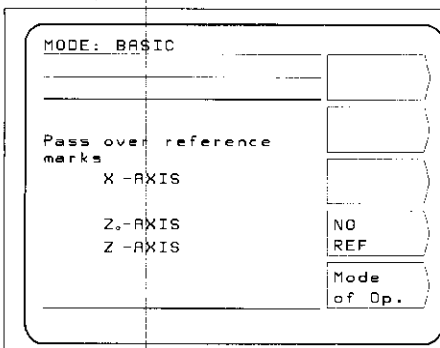 MODE: BASIC
Pass over reference
marks
X-AXIS
Z₀-AXIS
Z -AXIS
NO
REF
Mode
of Op.